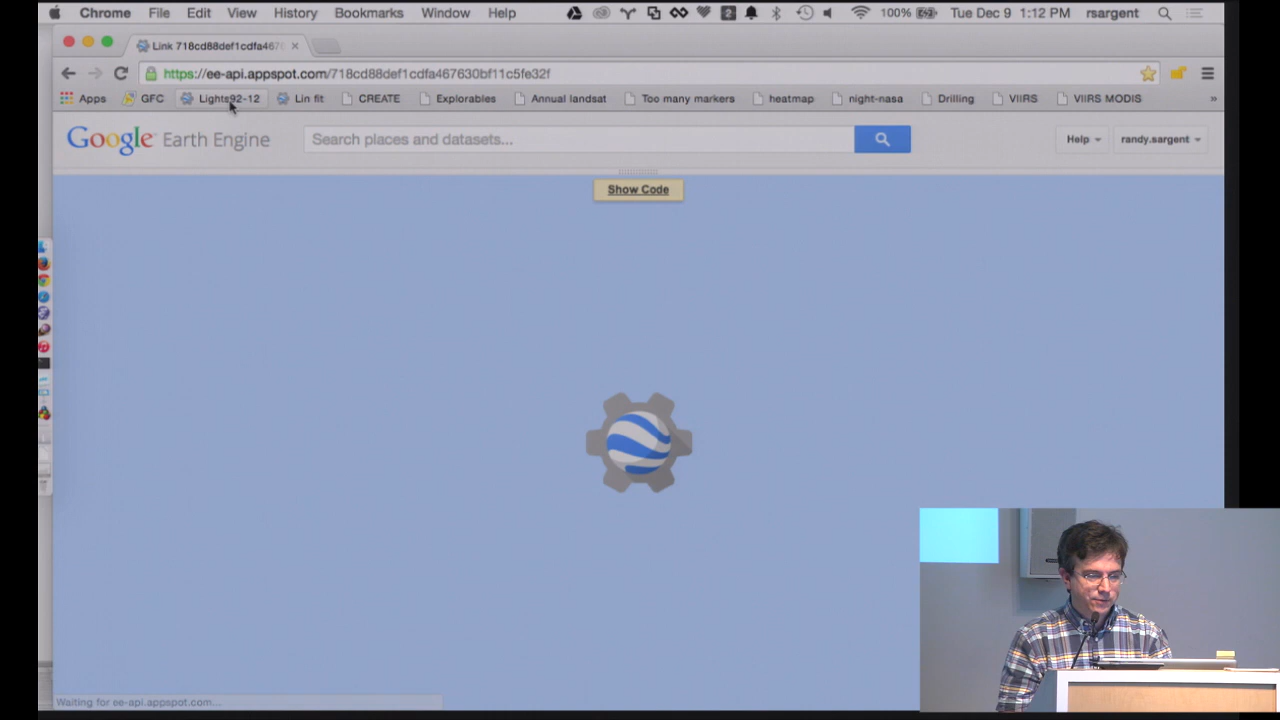 Chrome File Edit View History Bookmarks Window Help 2 100% Tue Dec 9 1:12 PM rsargent
Link 718cd88def1cdfa467
https://ee-api.appspot.com/718cd88def1cdfa467630bf11c5fe32f
Apps GFC Lights92-12 Lin fit CREATE Explorables Annual landsat Too many markers heatmap night-nasa Drilling VIIRS VIIRS MODIS »
Google Earth Engine Search places and datasets... Help randy.sargent
Show Code
Waiting for ee-api.appspot.com...